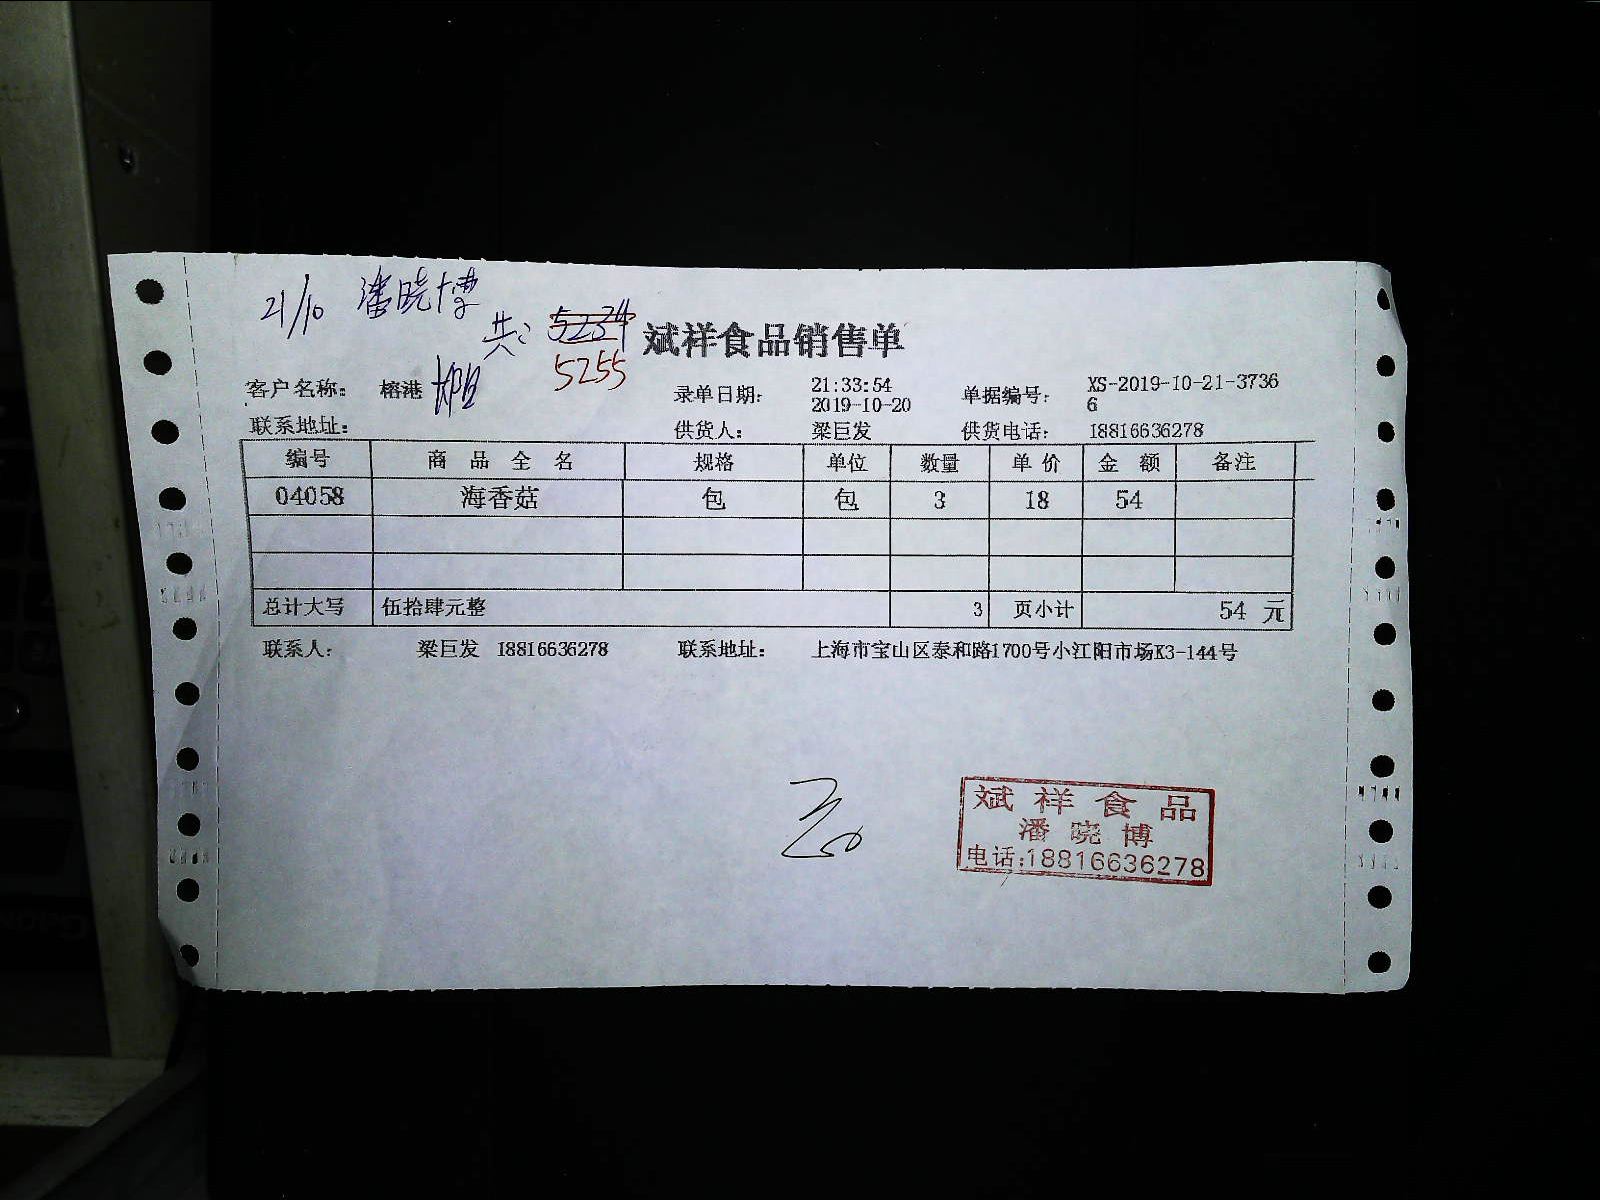 21/10 潘晓博
共: 5234
5255
斌祥食品销售单
客户名称: 榕港
录单日期: 21:33:54 2019-10-20
单据编号: XS-2019-10-21-37366
联系地址:
供货人: 梁巨发
供货电话: 18816636278
编号 商品全名 规格 单位 数量 单价 金额 备注
04058 海香菇 包 包 3 18 54
总计大写 伍拾肆元整 3 页小计 54 元
联系人: 梁巨发 18816636278 联系地址: 上海市宝山区泰和路1700号小江阳市场K3-144号
斌祥食品
潘晓博
电话:18816636278